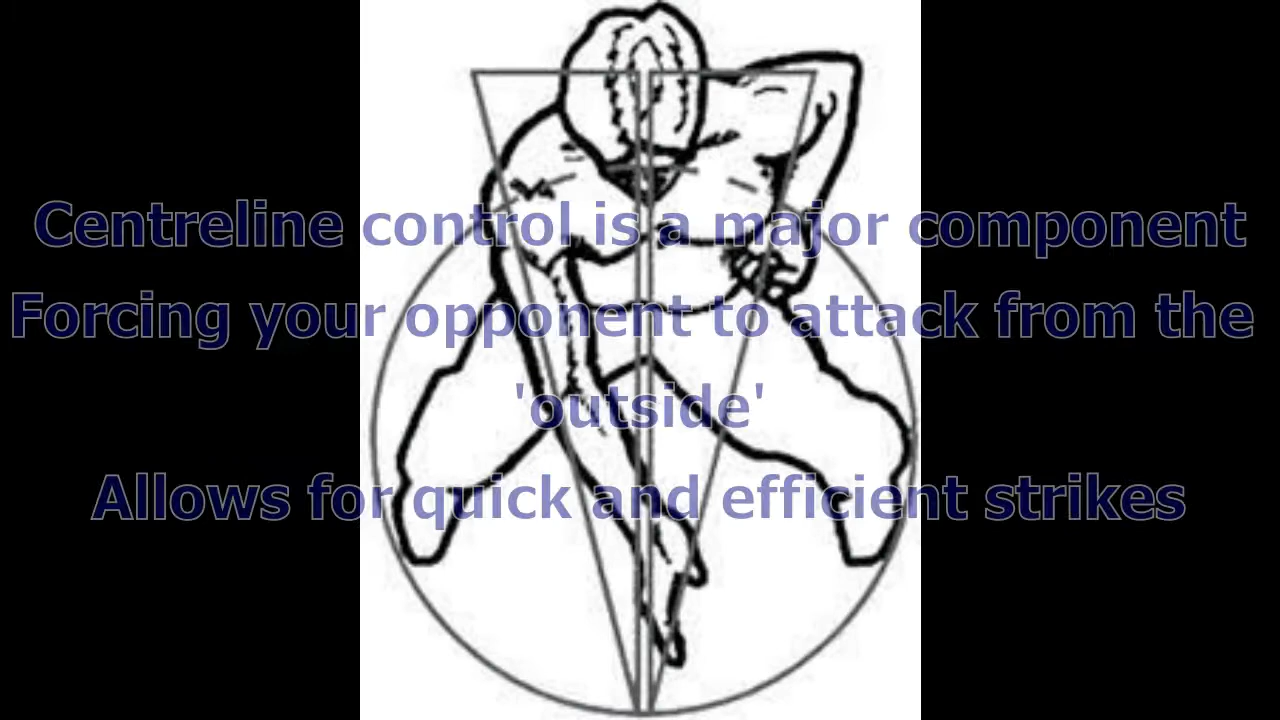 Centreline control is a major component
Forcing your opponent to attack from the
'outside'
Allows for quick and efficient strikes